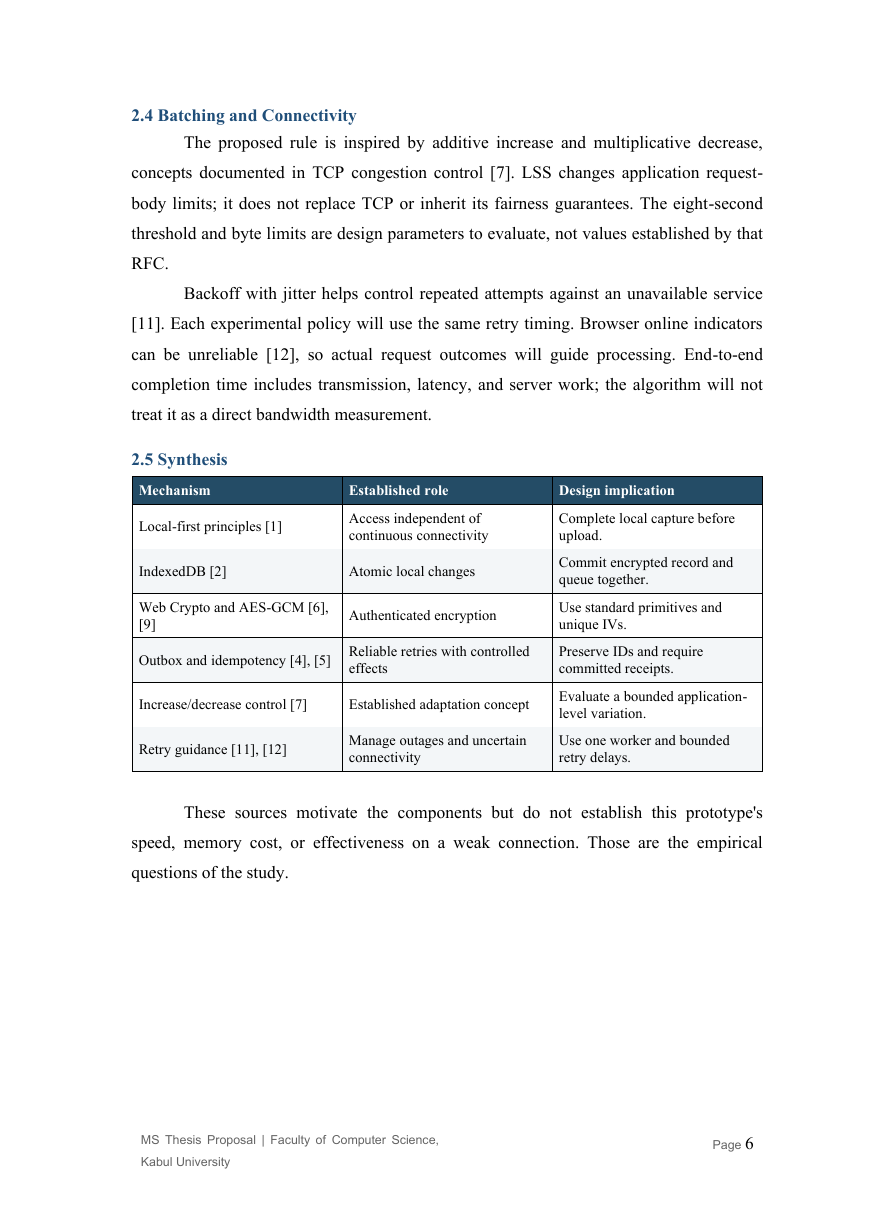 2.4 Batching and Connectivity
The proposed rule is inspired by additive increase and multiplicative decrease,
concepts documented in TCP congestion control [7]. LSS changes application request-
body limits; it does not replace TCP or inherit its fairness guarantees. The eight-second
threshold and byte limits are design parameters to evaluate, not values established by that
RFC.
Backoff with jitter helps control repeated attempts against an unavailable service
[11]. Each experimental policy will use the same retry timing. Browser online indicators
can be unreliable [12], so actual request outcomes will guide processing. End-to-end
completion time includes transmission, latency, and server work; the algorithm will not
treat it as a direct bandwidth measurement.
2.5 Synthesis
Mechanism
Established role
Design implication
Local-first principles [1]
Access independent of
continuous connectivity
Complete local capture before
upload.
IndexedDB [2]
Atomic local changes
Commit encrypted record and
queue together.
Web Crypto and AES-GCM [6],
[9]
Authenticated encryption
Use standard primitives and
unique IVs.
Outbox and idempotency [4], [5]
Reliable retries with controlled
effects
Preserve IDs and require
committed receipts.
Increase/decrease control [7]
Established adaptation concept
Evaluate a bounded application-
level variation.
Retry guidance [11], [12]
Manage outages and uncertain
connectivity
Use one worker and bounded
retry delays.
These sources motivate the components but do not establish this prototype's
speed, memory cost, or effectiveness on a weak connection. Those are the empirical
questions of the study.
MS Thesis Proposal | Faculty of Computer Science,
Kabul University
Page 6